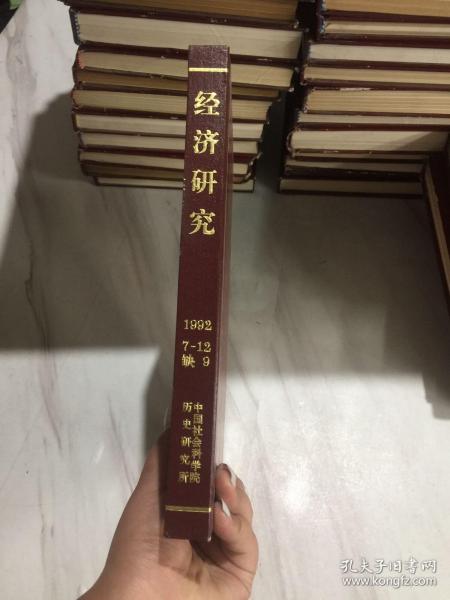 经济研究
1992
7-12
缺 9
中国社会科学院
历史研究所
孔夫子旧书网
www.kongfz.com